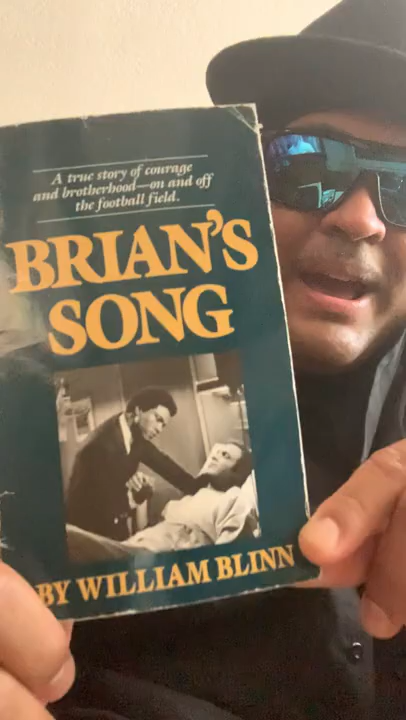 A true story of courage
and brotherhood—on and off
the football field.
BRIAN'S
SONG
BY WILLIAM BLINN